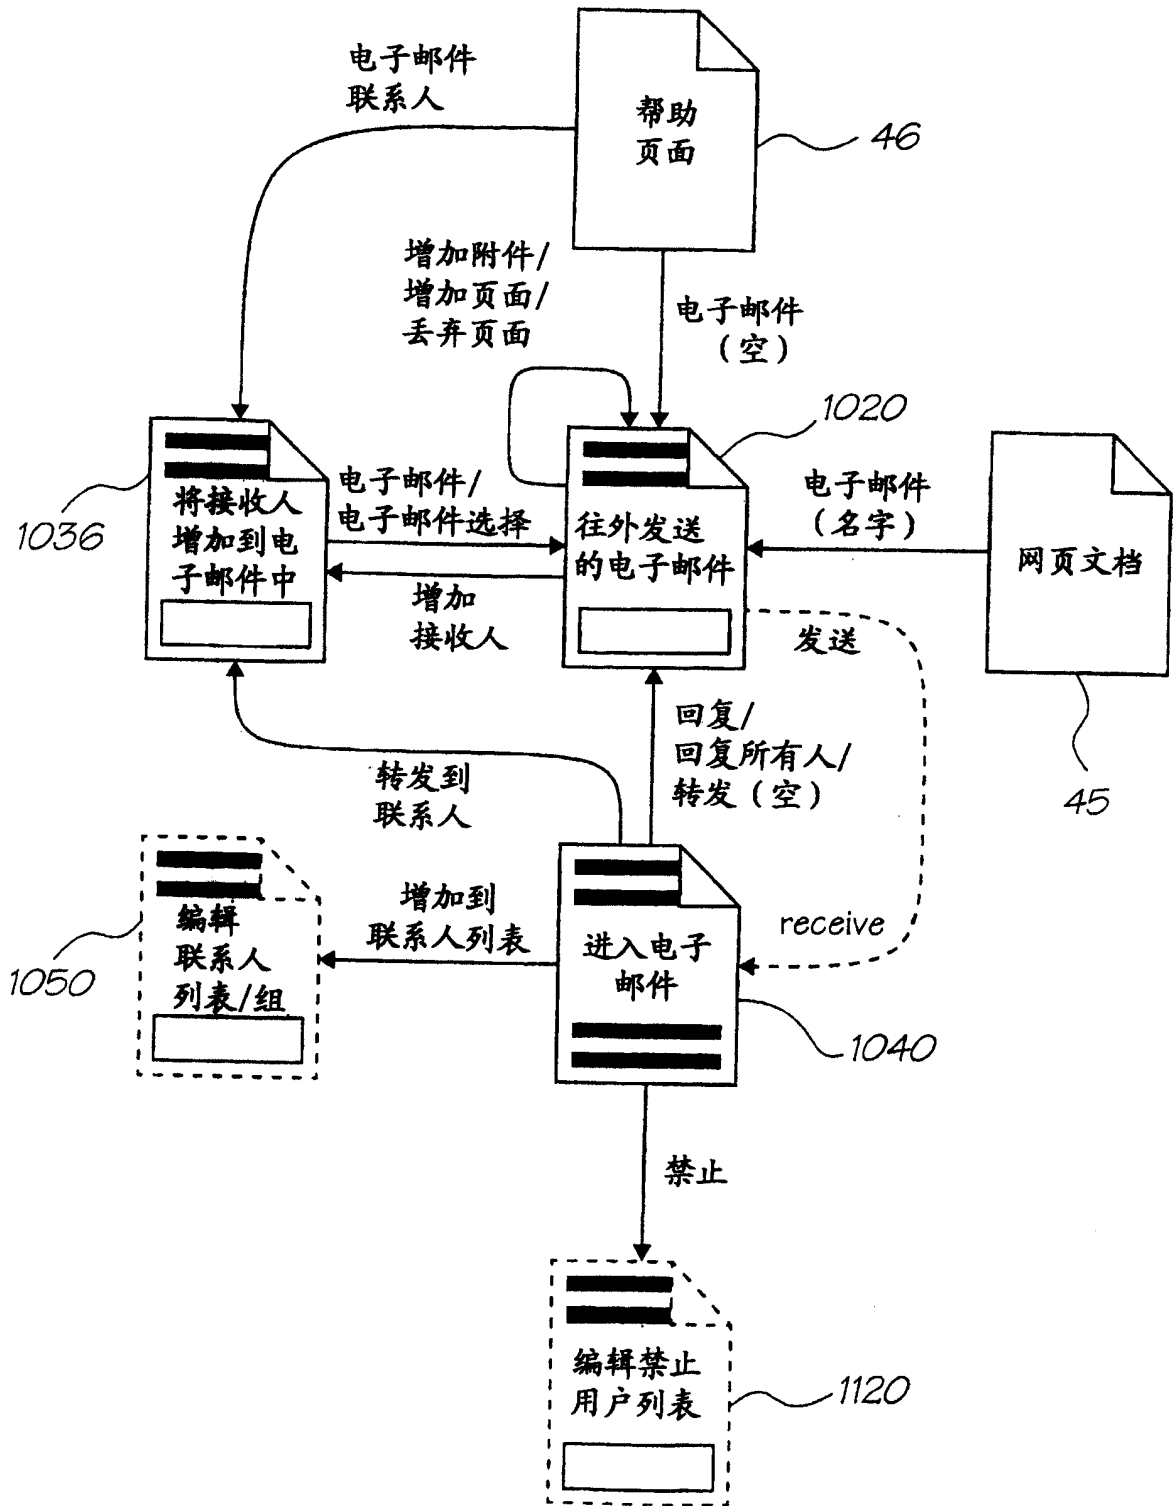 电子邮件
联系人
帮助
页面
46
增加附件/
增加页面/
丢弃页面
电子邮件
（空）
1020
1036
将接收人
增加到电
子邮件中
电子邮件/
电子邮件选择
增加
接收人
往外发送
的电子邮件
电子邮件
（名字）
网页文档
45
发送
回复/
回复所有人/
转发（空）
转发到
联系人
1050
编辑
联系人
列表/组
增加到
联系人列表
进入电子
邮件
receive
1040
禁止
编辑禁止
用户列表
1120